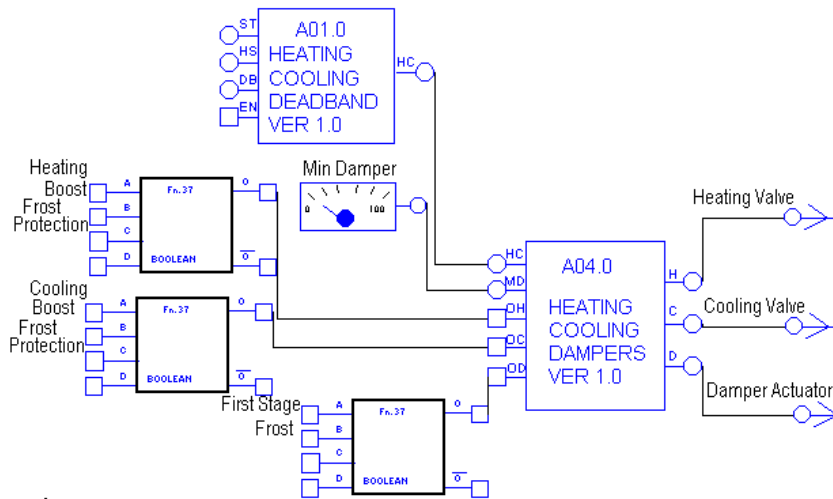 ST
HS
DB
EN
A01.0
HEATING
COOLING
DEADBAND
VER 1.0
HC
Heating
Boost
Frost
Protection
A
B
C
D
Fn.37
BOOLEAN
O
O
Min Damper
0
100
Cooling
Boost
Frost
Protection
A
B
C
D
Fn.37
BOOLEAN
O
O
First Stage
Frost
A
B
C
D
Fn.37
BOOLEAN
O
O
HC
MD
OH
OC
OD
A04.0
HEATING
COOLING
DAMPERS
VER 1.0
H
C
D
Heating Valve
Cooling Valve
Damper Actuator